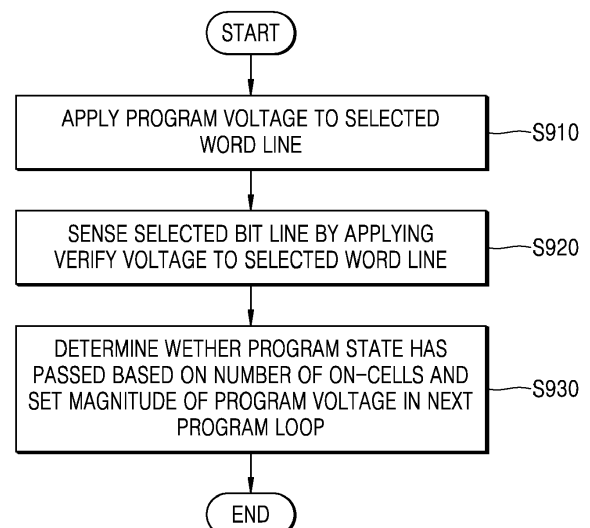 START
APPLY PROGRAM VOLTAGE TO SELECTED
WORD LINE
S910
SENSE SELECTED BIT LINE BY APPLYING
VERIFY VOLTAGE TO SELECTED WORD LINE
S920
DETERMINE WETHER PROGRAM STATE HAS
PASSED BASED ON NUMBER OF ON-CELLS AND
SET MAGNITUDE OF PROGRAM VOLTAGE IN NEXT
PROGRAM LOOP
S930
END